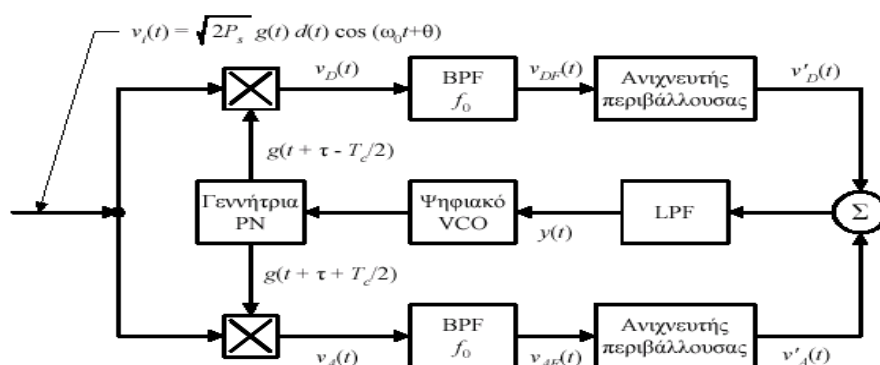 v_i(t) = √2P_s g(t) d(t) cos (ω_0t+θ)
v_D(t)
BPF
f_0
v_DF(t)
Ανιχνευτής
περιβάλλουσας
v'_D(t)
g(t + τ - T_c/2)
Γεννήτρια
PN
Ψηφιακό
VCO
y(t)
LPF
Σ
g(t + τ + T_c/2)
v_A(t)
BPF
f_0
v_AF(t)
Ανιχνευτής
περιβάλλουσας
v'_A(t)